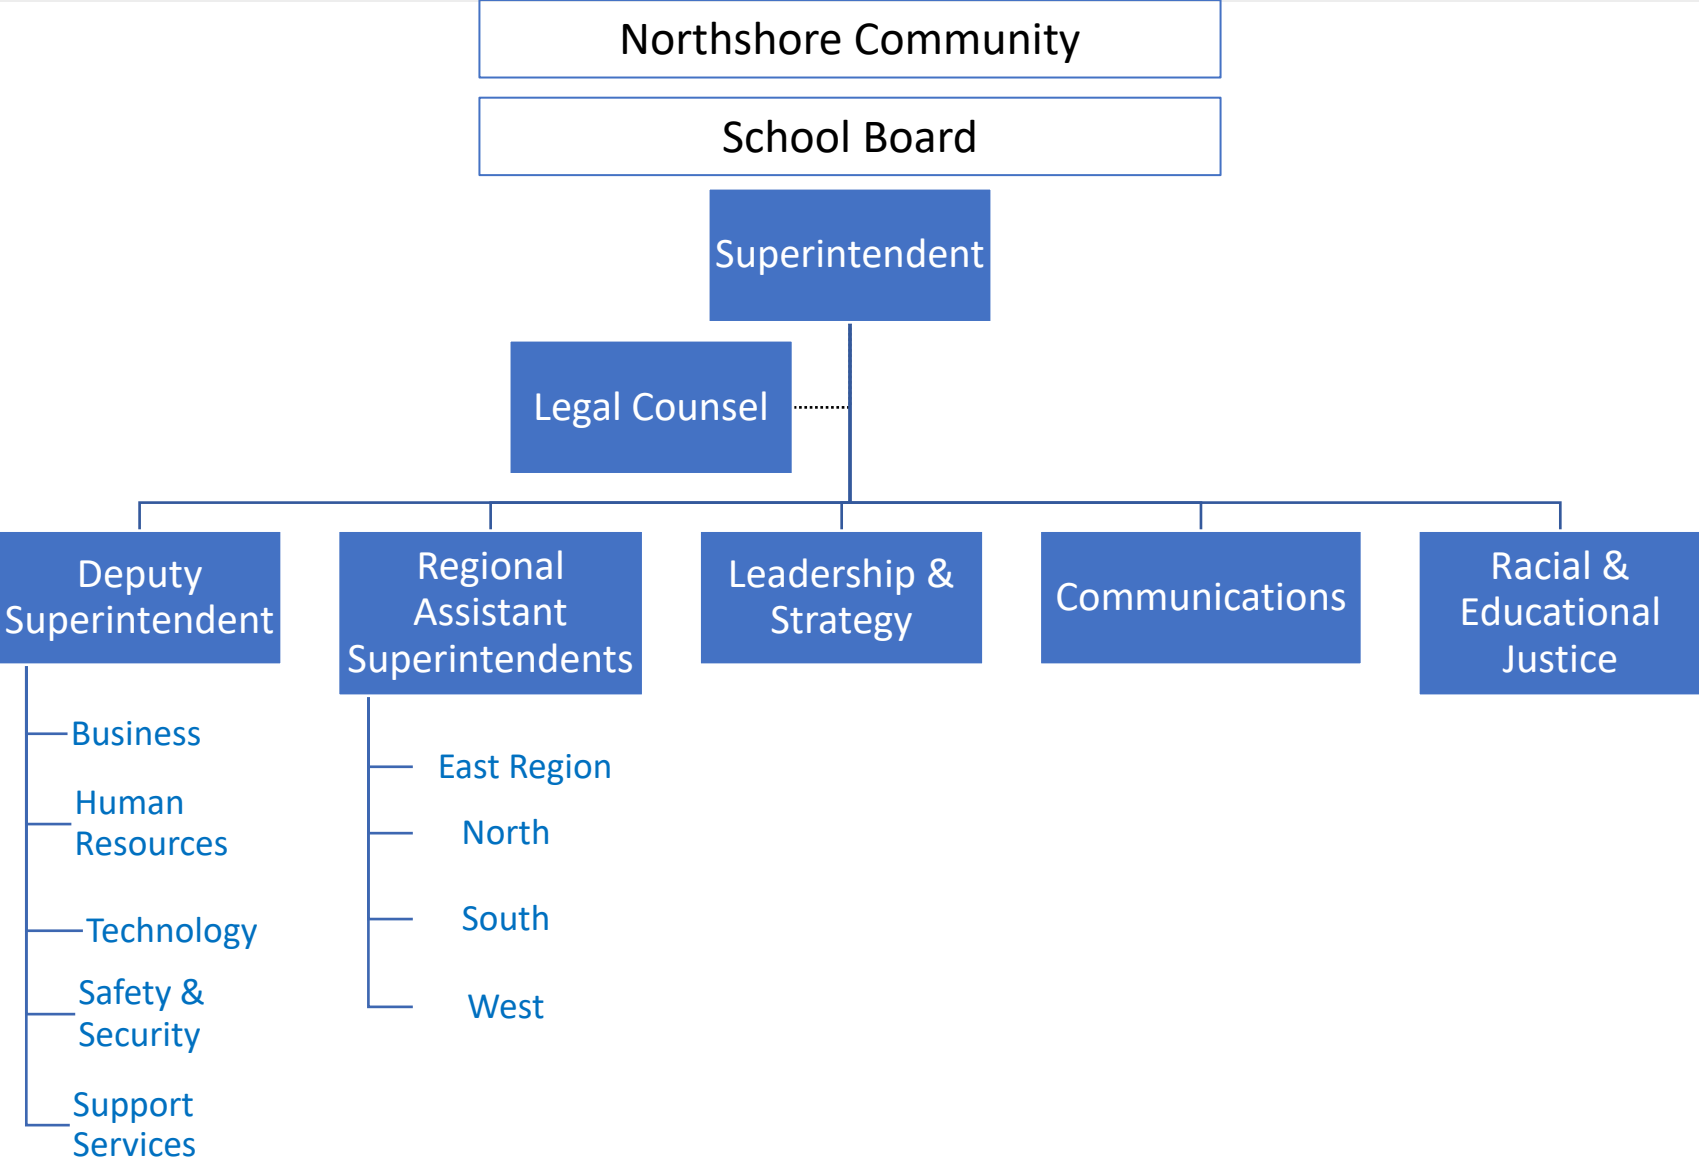 Northshore Community
School Board
Superintendent
Legal Counsel
Deputy
Superintendent
Regional
Assistant
Superintendents
Leadership &
Strategy
Communications
Racial &
Educational
Justice
Business
Human
Resources
Technology
Safety &
Security
Support
Services
East Region
North
South
West